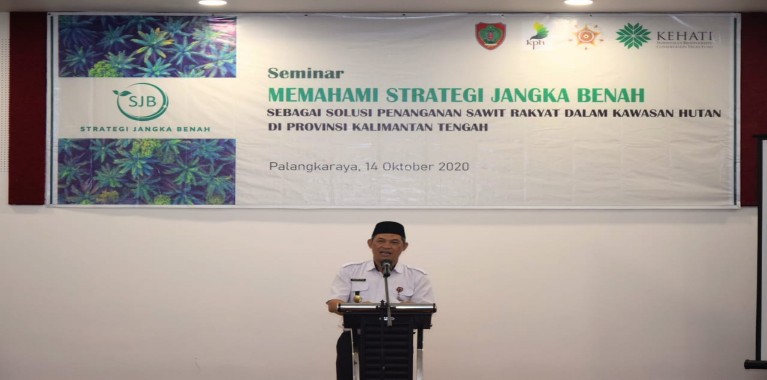 SJB
STRATEGI JANGKA BENAH
kph
KEHATI
Seminar
MEMAHAMI STRATEGI JANGKA BENAH
SEBAGAI SOLUSI PENANGANAN SAWIT RAKYAT DALAM KAWASAN HUTAN
DI PROVINSI KALIMANTAN TENGAH
Palangkaraya, 14 Oktober 2020